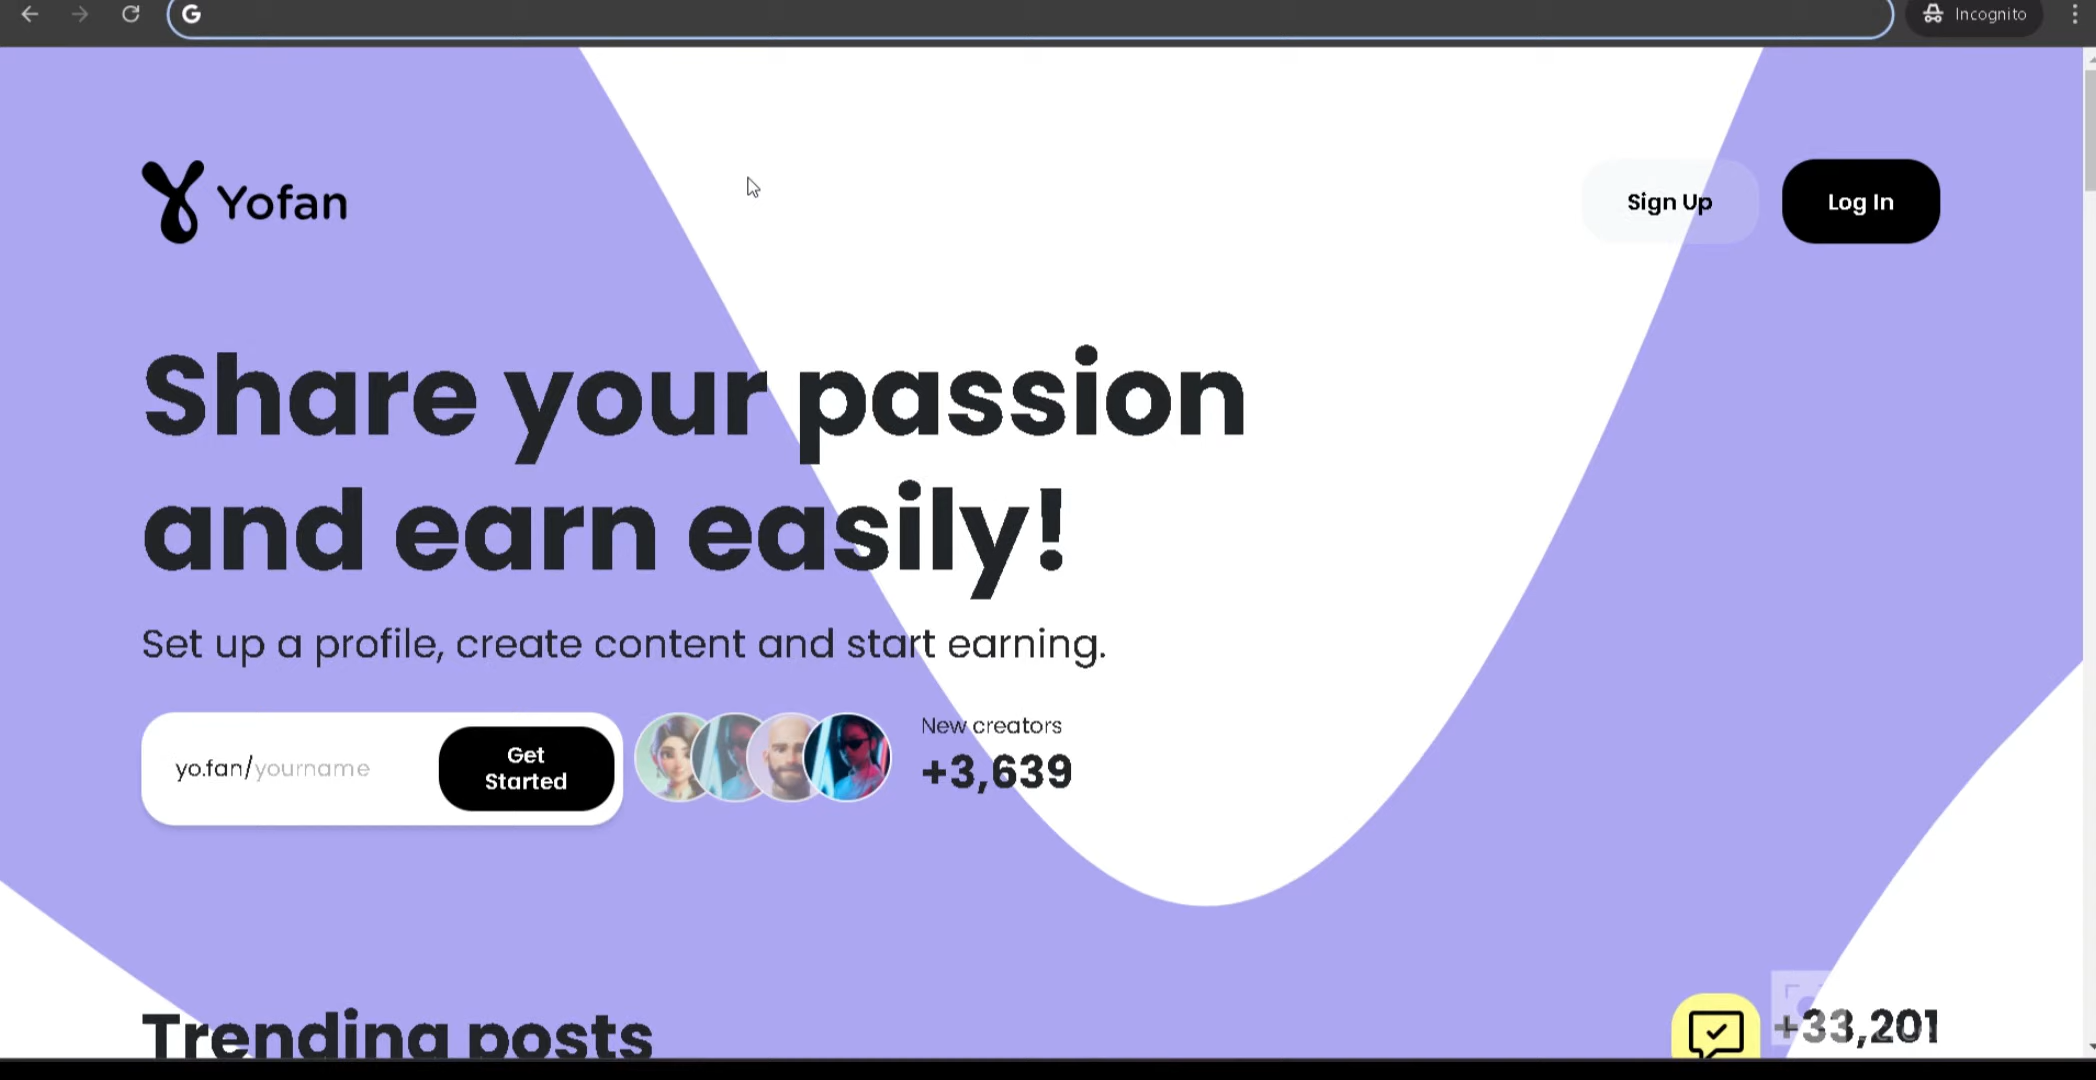 Incognito
Yofan
Sign Up
Log In
Share your passion
and earn easily!
Set up a profile, create content and start earning.
yo.fan/yourname
Get
Started
New creators
+3,639
Trending posts
+33,201